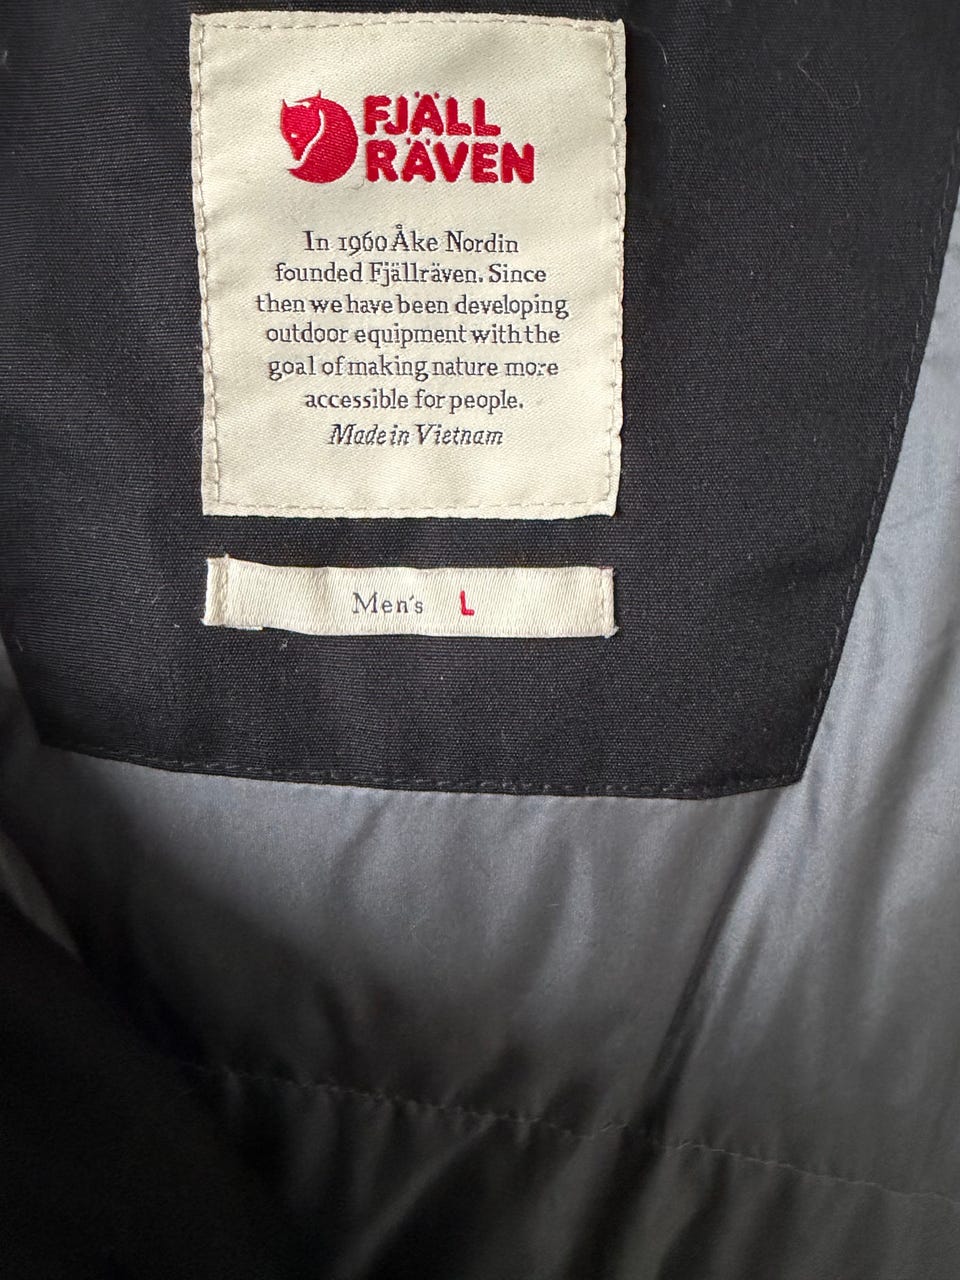 FJÄLL
RÄVEN
In 1960 Åke Nordin
founded Fjällräven. Since
then we have been developing
outdoor equipment with the
goal of making nature more
accessible for people.
Made in Vietnam
Men's L